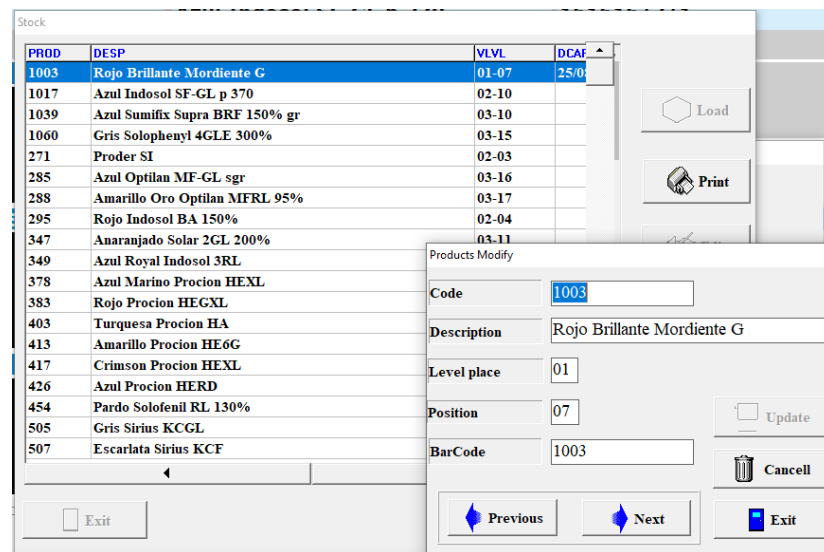 Stock
PROD DESP VLVL
1003 Rojo Brillante Mordiente G 01-07
1017 Azul Indosol SF-GL p 370 02-10
1039 Azul Sumifix Supra BRF 150% gr 03-10
1060 Gris Solophenyl 4GLE 300% 03-15
271 Proder SI 02-03
285 Azul Optilan MF-GL sgr 03-16
288 Amarillo Oro Optilan MFRL 95% 03-17
295 Rojo Indosol BA 150% 02-04
347 Anaranjado Solar 2GL 200% 03-11
349 Azul Royal Indosol 3RL
378 Azul Marino Procion HEXL
383 Rojo Procion HEGXL
403 Turquesa Procion HA
413 Amarillo Procion HE6G
417 Crimson Procion HEXL
426 Azul Procion HERD
454 Pardo Solofenil RL 130%
505 Gris Sirius KCGL
507 Escarlata Sirius KCF
Load
Print
Exit
Products Modify
Code 1003
Description Rojo Brillante Mordiente G
Level place 01
Position 07
BarCode 1003
Update
Cancell
Previous Next Exit